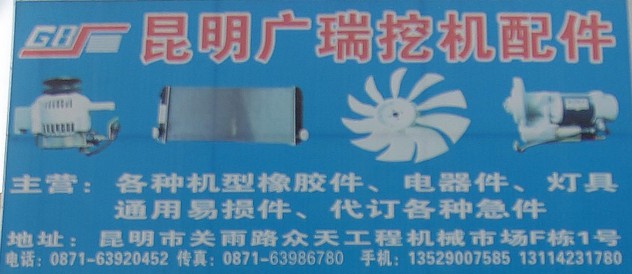 GBS 昆明广瑞挖机配件
主营：各种机型橡胶件、电器件、灯具
通用易损件、代订各种急件
地址：昆明市关雨路众天工程机械市场F栋1号
电话：0871-63920452 传真：0871-63986780 手机：13529007585 13114231780